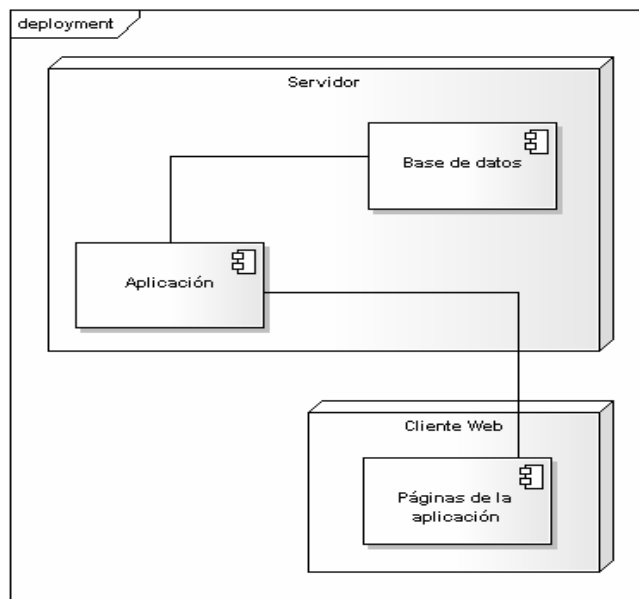 deployment
Servidor
Base de datos
Aplicación
Cliente Web
Páginas de la
aplicación